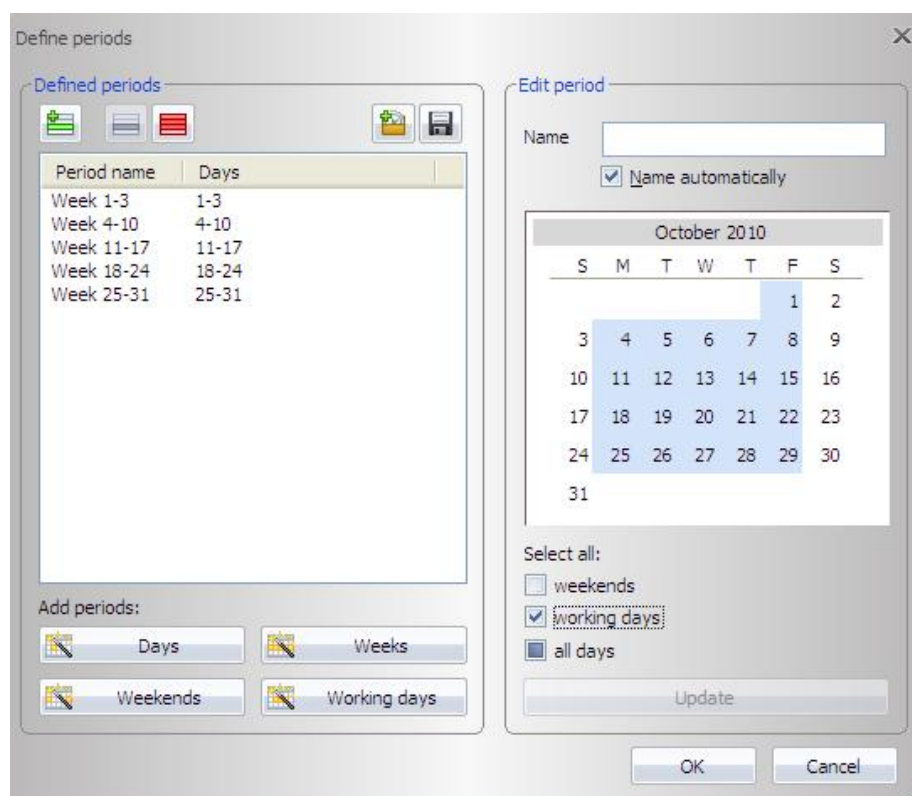 Define periods
Defined periods
Period name Days
Week 1-3 1-3
Week 4-10 4-10
Week 11-17 11-17
Week 18-24 18-24
Week 25-31 25-31
Add periods:
Days Weeks
Weekends Working days
Edit period
Name
Name automatically
October 2010
S M T W T F S
1 2
3 4 5 6 7 8 9
10 11 12 13 14 15 16
17 18 19 20 21 22 23
24 25 26 27 28 29 30
31
Select all:
weekends
working days
all days
Update
OK Cancel